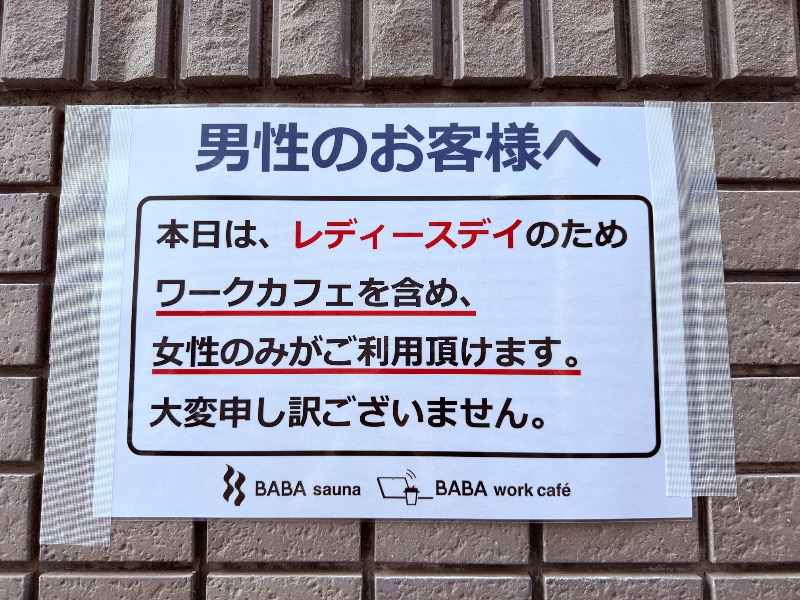 男性のお客様へ
本日は、レディースデイのため
ワークカフェを含め、
女性のみがご利用頂けます。
大変申し訳ございません。
BABA sauna BABA work café